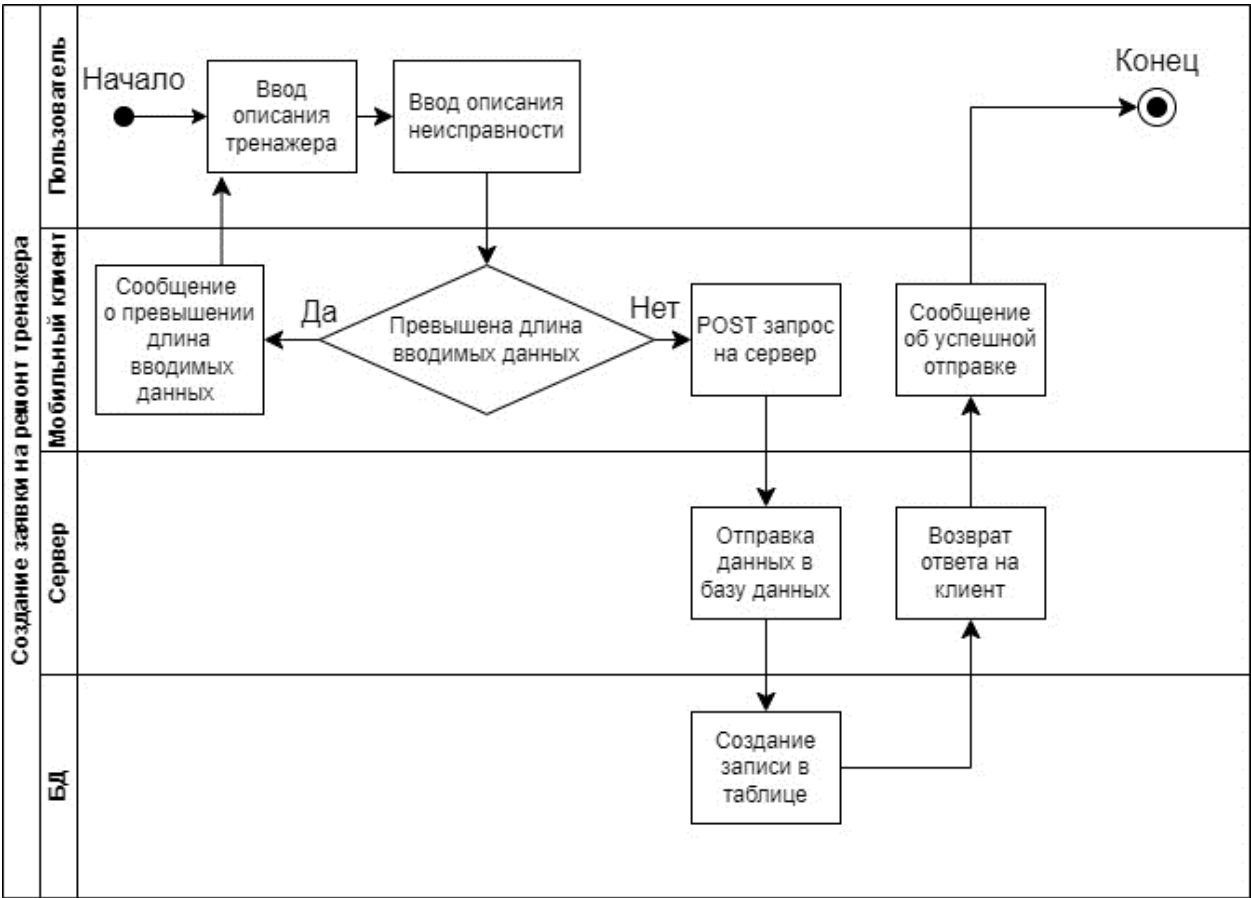 Создание заявки на ремонт тренажера
Пользователь
Начало
Ввод
описания
тренажера
Ввод описания
неисправности
Конец
Мобильный клиент
Сообщение
о превышении
длина
вводимых
данных
Да
Превышена длина
вводимых данных
Нет
POST запрос
на сервер
Сообщение
об успешной
отправке
Сервер
Отправка
данных в
базу данных
Возврат
ответа на
клиент
БД
Создание
записи в
таблице